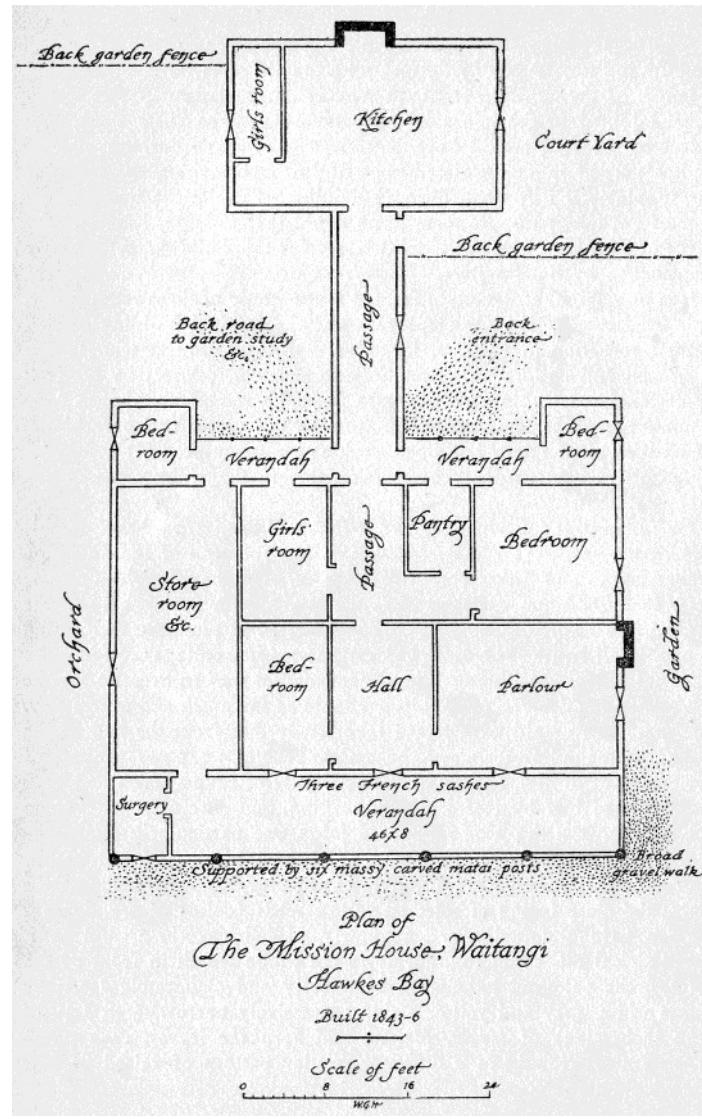 Back garden fence
Girls room
Kitchen
Court Yard
Back garden fence
Passage
Back road
to garden study
&c.
Back
entrance
Bed-
room
Verandah
Verandah
Bed-
room
Girls'
room
Passage
Pantry
Bedroom
Store
room
&c.
Orchard
Garden
Bed-
room
Hall
Parlour
Three French sashes
Surgery
Verandah
46x8
Supported by six massy carved matai posts
Broad
gravel walk
Plan of
The Mission House, Waitangi
Hawkes Bay
Built 1843-6
Scale of feet
0 8 16 24
W.G.H.